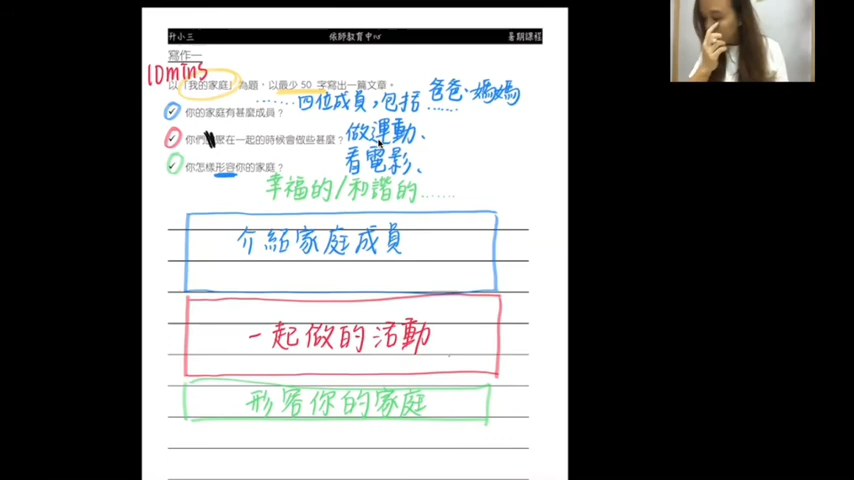 升小三 依師教育中心 暑期課程
寫作一
10mins
以「我的家庭」為題，以最少 50 字寫出一篇文章。
……四位成員，包括爸爸、媽媽……
你的家庭有甚麼成員？
你們聚在一起的時候會做些甚麼？ 做運動、
看電影、
你怎樣形容你的家庭？
幸福的/和諧的……
介紹家庭成員
一起做的活動
形容你的家庭